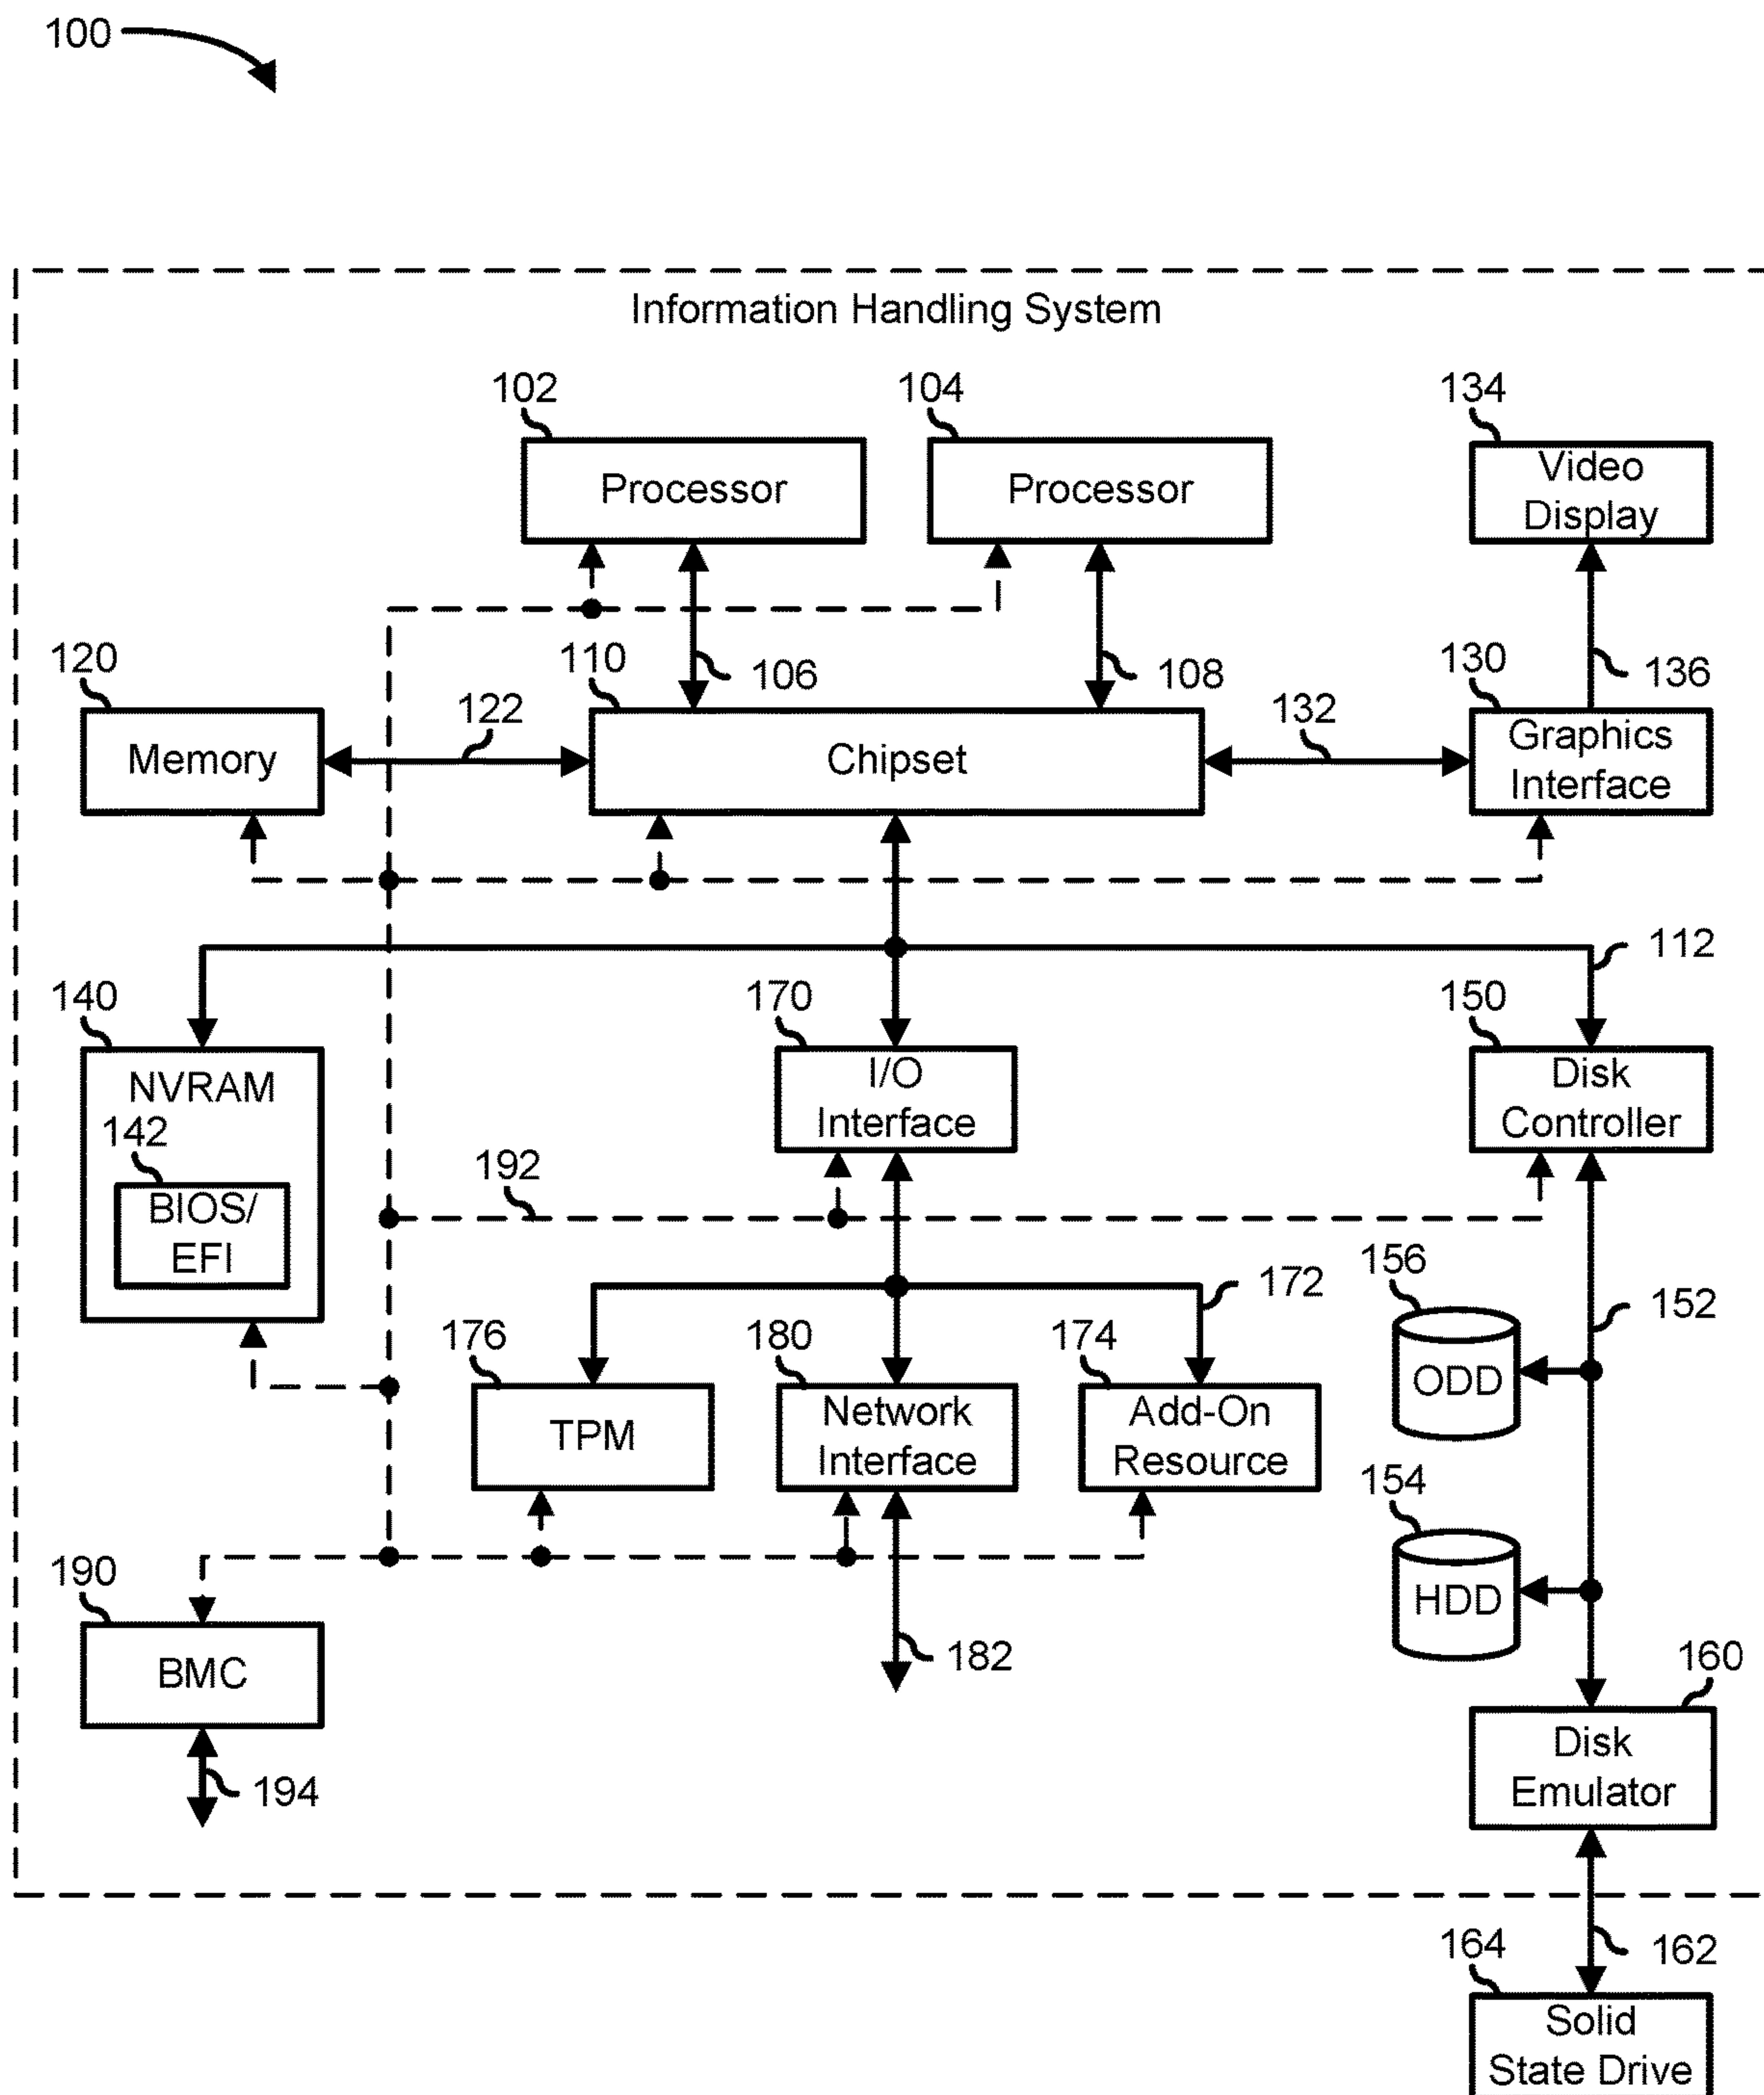 100
Information Handling System
102
104
134
Processor
Processor
Video
Display
120
110
106
108
130
136
122
132
Memory
Chipset
Graphics
Interface
112
140
170
150
NVRAM
I/O
Interface
Disk
Controller
142
BIOS/
EFI
192
156
172
152
176
180
174
ODD
TPM
Network
Interface
Add-On
Resource
154
HDD
190
182
160
BMC
Disk
Emulator
194
164
162
Solid
State Drive